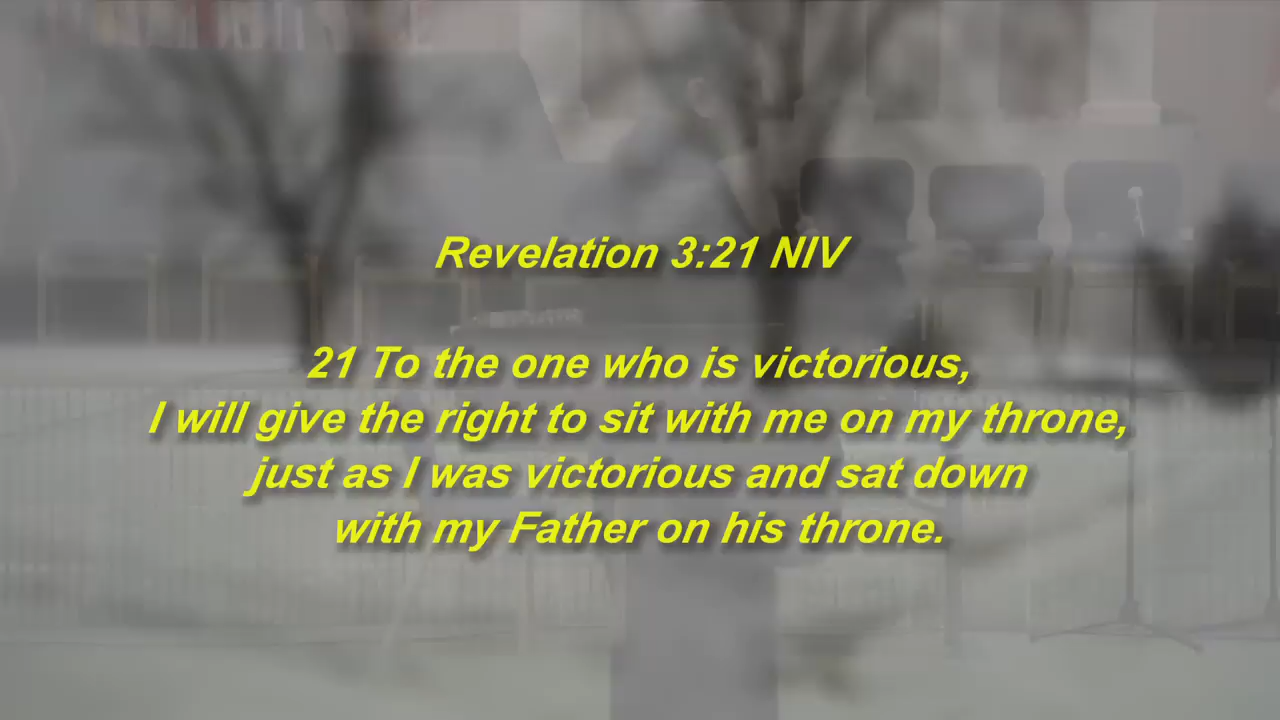 Revelation 3:21 NIV
21 To the one who is victorious,
I will give the right to sit with me on my throne,
just as I was victorious and sat down
with my Father on his throne.